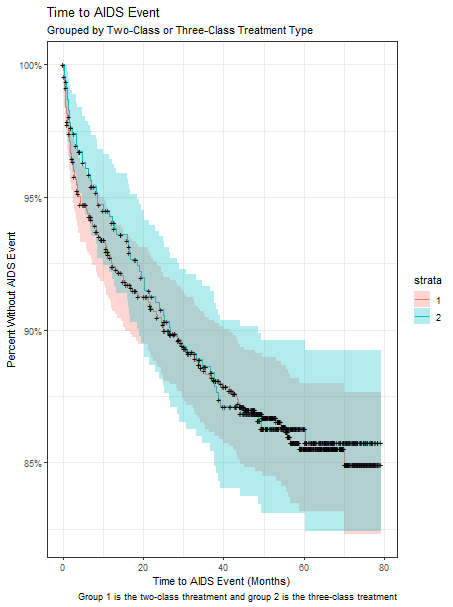 Time to AIDS Event
Grouped by Two-Class or Three-Class Treatment Type
Percent Without AIDS Event
100%
95%
90%
85%
0 20 40 60 80
Time to AIDS Event (Months)
strata
1
2
Group 1 is the two-class threatment and group 2 is the three-class treatment